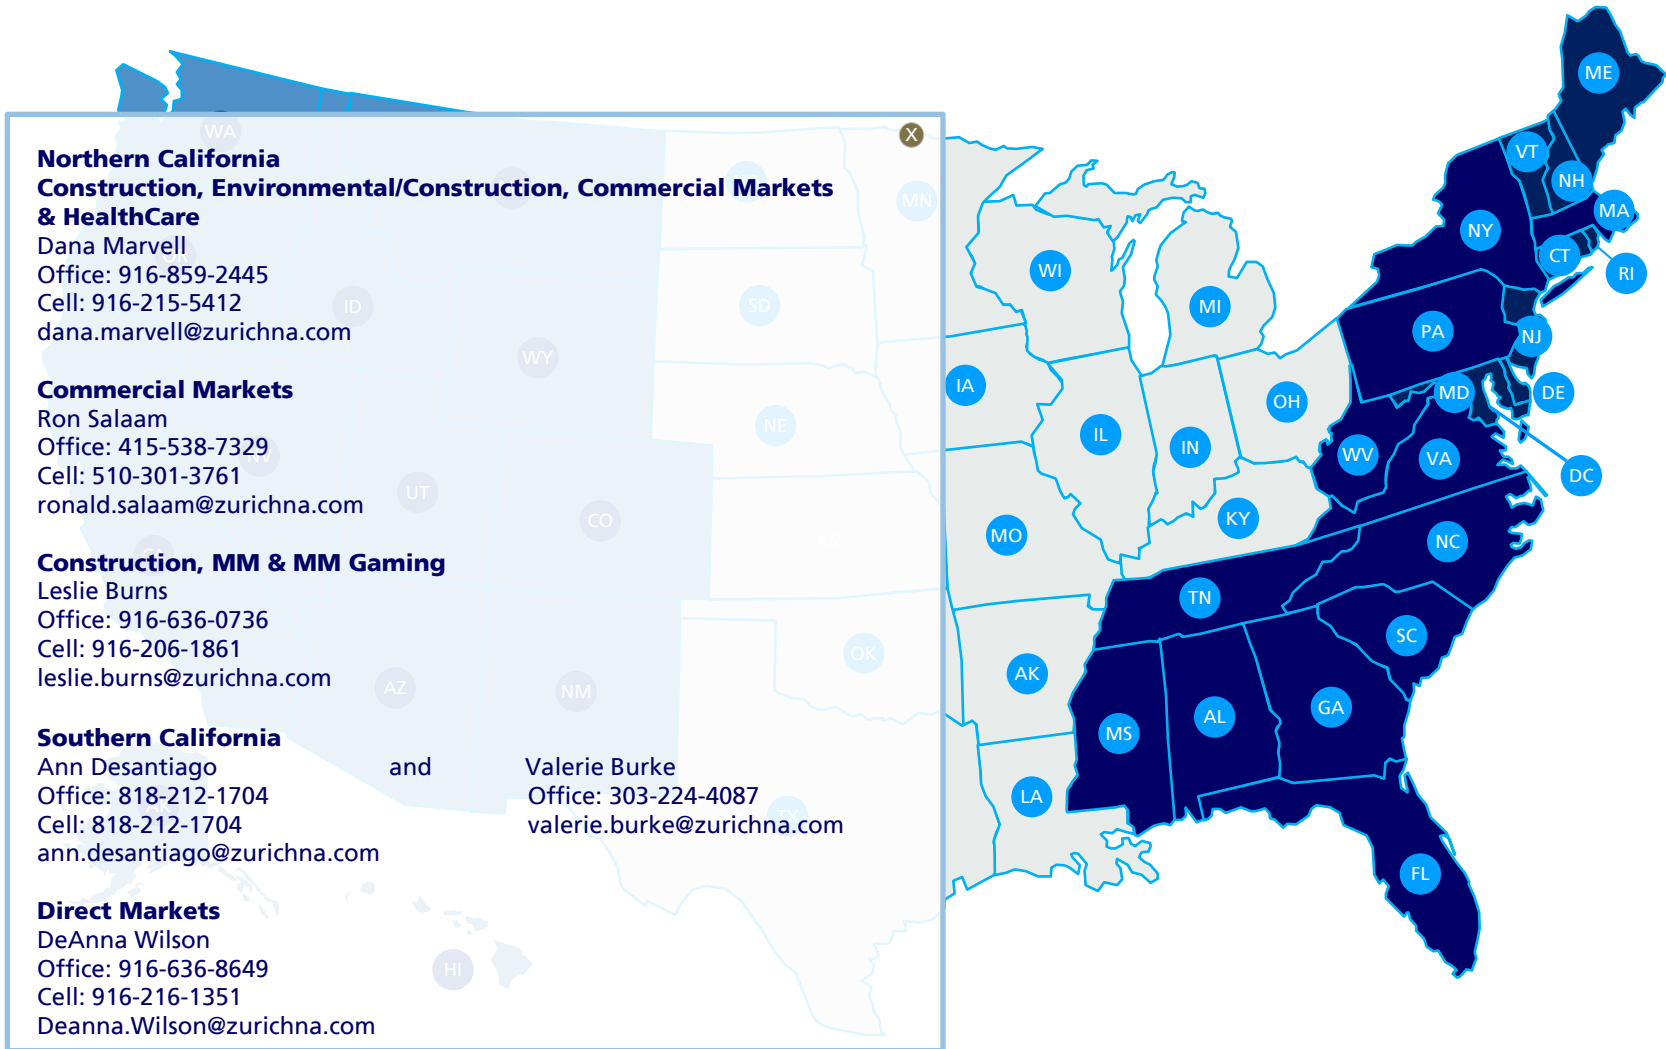 X
Northern California
Construction, Environmental/Construction, Commercial Markets
& HealthCare
Dana Marvell
Office: 916-859-2445
Cell: 916-215-5412
dana.marvell@zurichna.com
Commercial Markets
Ron Salaam
Office: 415-538-7329
Cell: 510-301-3761
ronald.salaam@zurichna.com
Construction, MM & MM Gaming
Leslie Burns
Office: 916-636-0736
Cell: 916-206-1861
leslie.burns@zurichna.com
Southern California
Ann Desantiago and Valerie Burke
Office: 818-212-1704 Office: 303-224-4087
Cell: 818-212-1704 valerie.burke@zurichna.com
ann.desantiago@zurichna.com
Direct Markets
DeAnna Wilson
Office: 916-636-8649
Cell: 916-216-1351
Deanna.Wilson@zurichna.com
WA
MN
OR
ID
SD
WY
NE
NV
UT
CO
CA
OK
AZ
NM
TX
HI
ME
VT
NH
MA
NY
CT
RI
WI
MI
PA
NJ
IA
OH
MD
DE
IL
IN
WV
VA
DC
KY
MO
NC
TN
SC
AK
GA
AL
MS
LA
FL